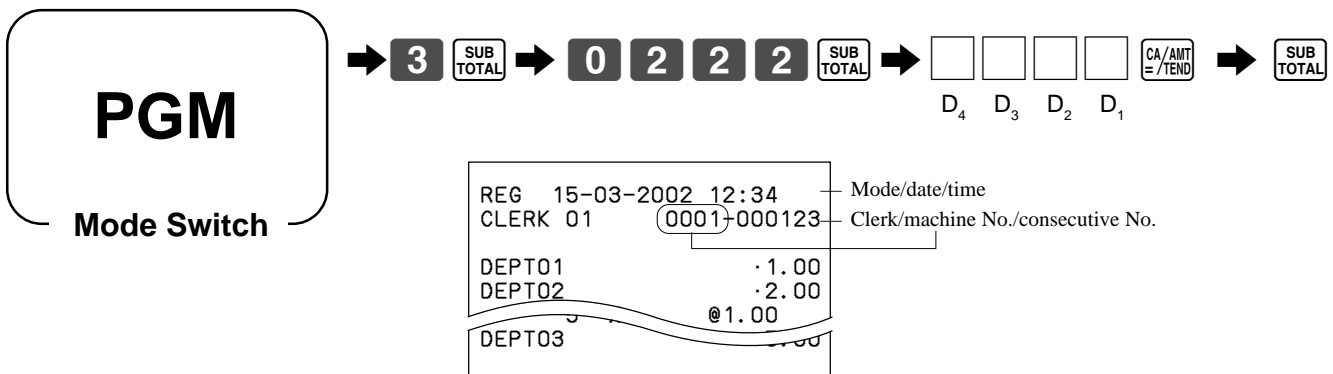 PGM
Mode Switch
3 SUB TOTAL 0 2 2 2 SUB TOTAL CA/AMT = /TEND SUB TOTAL
D4 D3 D2 D1
REG 15-03-2002 12:34
Mode/date/time
CLERK 01 0001-000123
Clerk/machine No./consecutive No.
DEPT01 ·1.00
DEPT02 ·2.00
@1.00
DEPT03